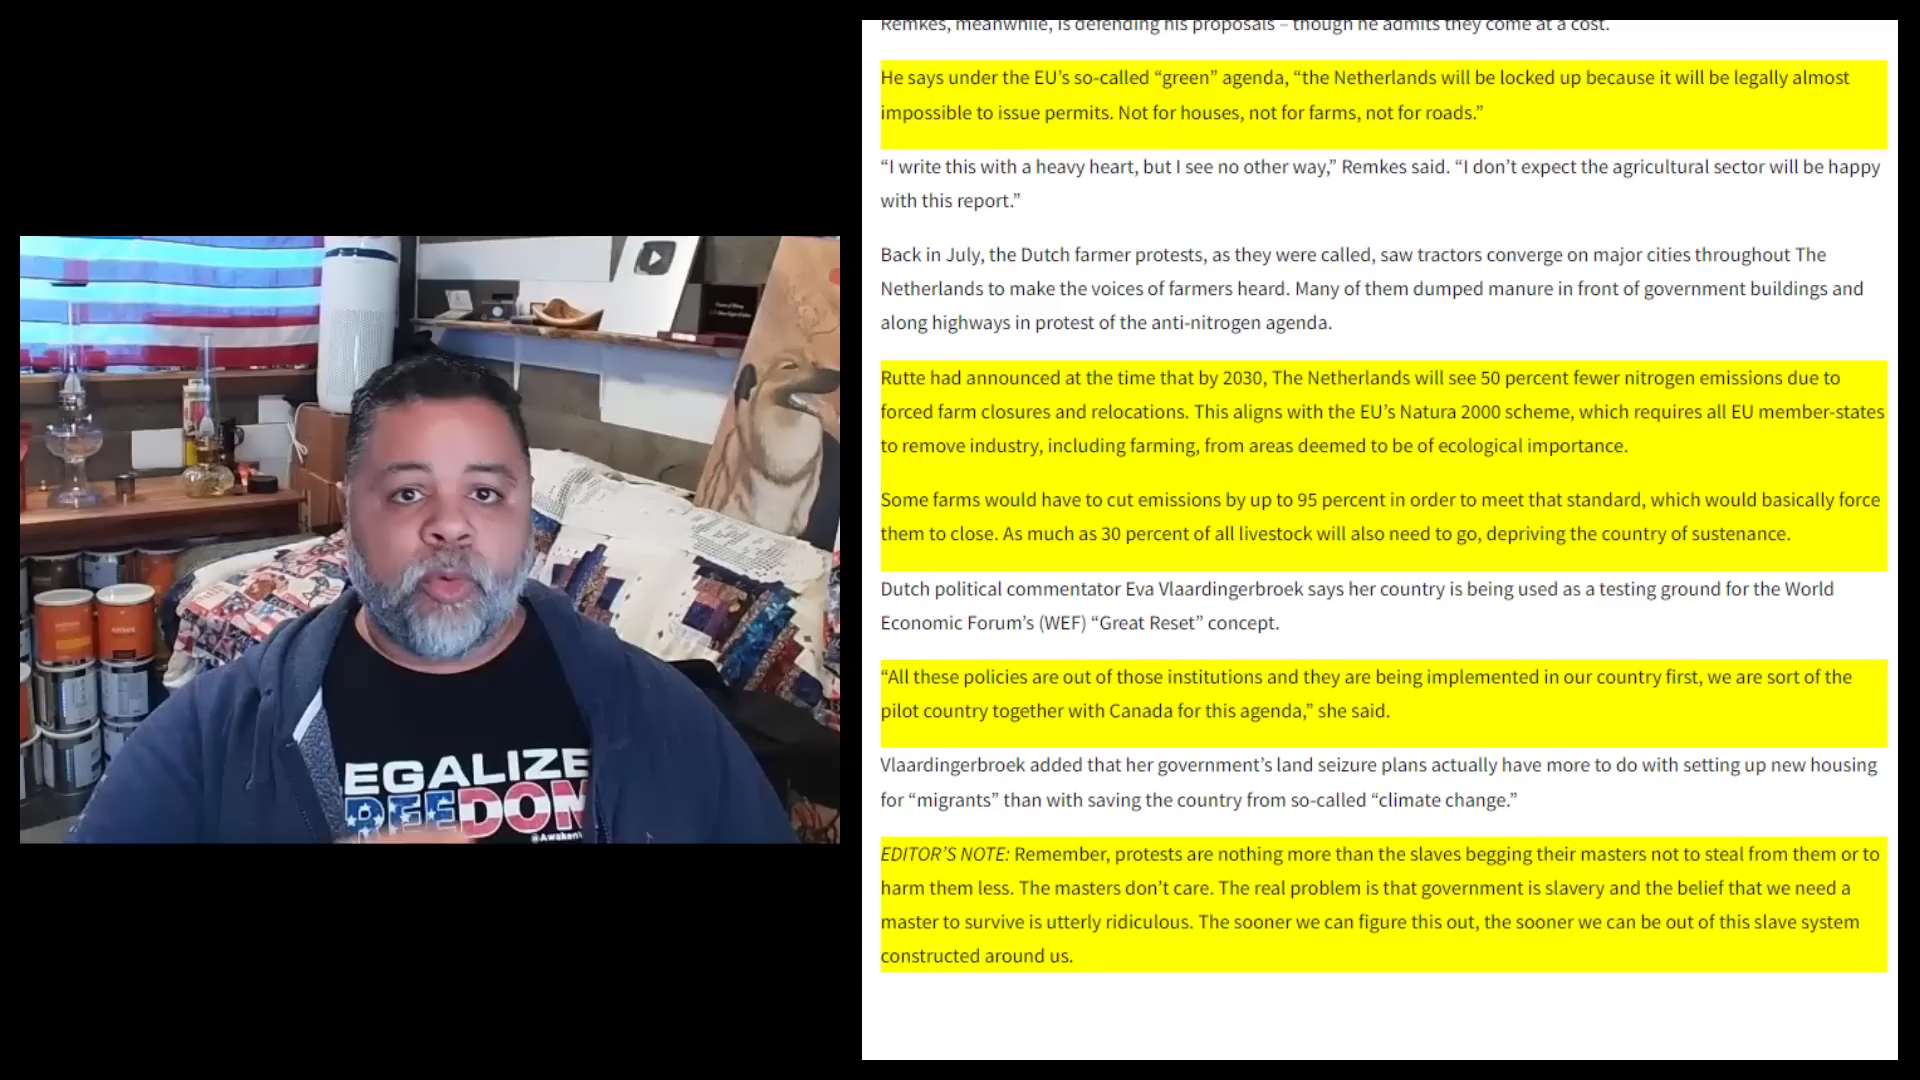 Remkes, meanwhile, is defending his proposals – though he admits they come at a cost.
He says under the EU’s so-called “green” agenda, “the Netherlands will be locked up because it will be legally almost
impossible to issue permits. Not for houses, not for farms, not for roads.”
“I write this with a heavy heart, but I see no other way,” Remkes said. “I don’t expect the agricultural sector will be happy
with this report.”
Back in July, the Dutch farmer protests, as they were called, saw tractors converge on major cities throughout The
Netherlands to make the voices of farmers heard. Many of them dumped manure in front of government buildings and
along highways in protest of the anti-nitrogen agenda.
Rutte had announced at the time that by 2030, The Netherlands will see 50 percent fewer nitrogen emissions due to
forced farm closures and relocations. This aligns with the EU’s Natura 2000 scheme, which requires all EU member-states
to remove industry, including farming, from areas deemed to be of ecological importance.
Some farms would have to cut emissions by up to 95 percent in order to meet that standard, which would basically force
them to close. As much as 30 percent of all livestock will also need to go, depriving the country of sustenance.
Dutch political commentator Eva Vlaardingerbroek says her country is being used as a testing ground for the World
Economic Forum’s (WEF) “Great Reset” concept.
“All these policies are out of those institutions and they are being implemented in our country first, we are sort of the
pilot country together with Canada for this agenda,” she said.
Vlaardingerbroek added that her government’s land seizure plans actually have more to do with setting up new housing
for “migrants” than with saving the country from so-called “climate change.”
EDITOR’S NOTE: Remember, protests are nothing more than the slaves begging their masters not to steal from them or to
harm them less. The masters don’t care. The real problem is that government is slavery and the belief that we need a
master to survive is utterly ridiculous. The sooner we can figure this out, the sooner we can be out of this slave system
constructed around us.
EGALIZE
REEDOM
@Awaken